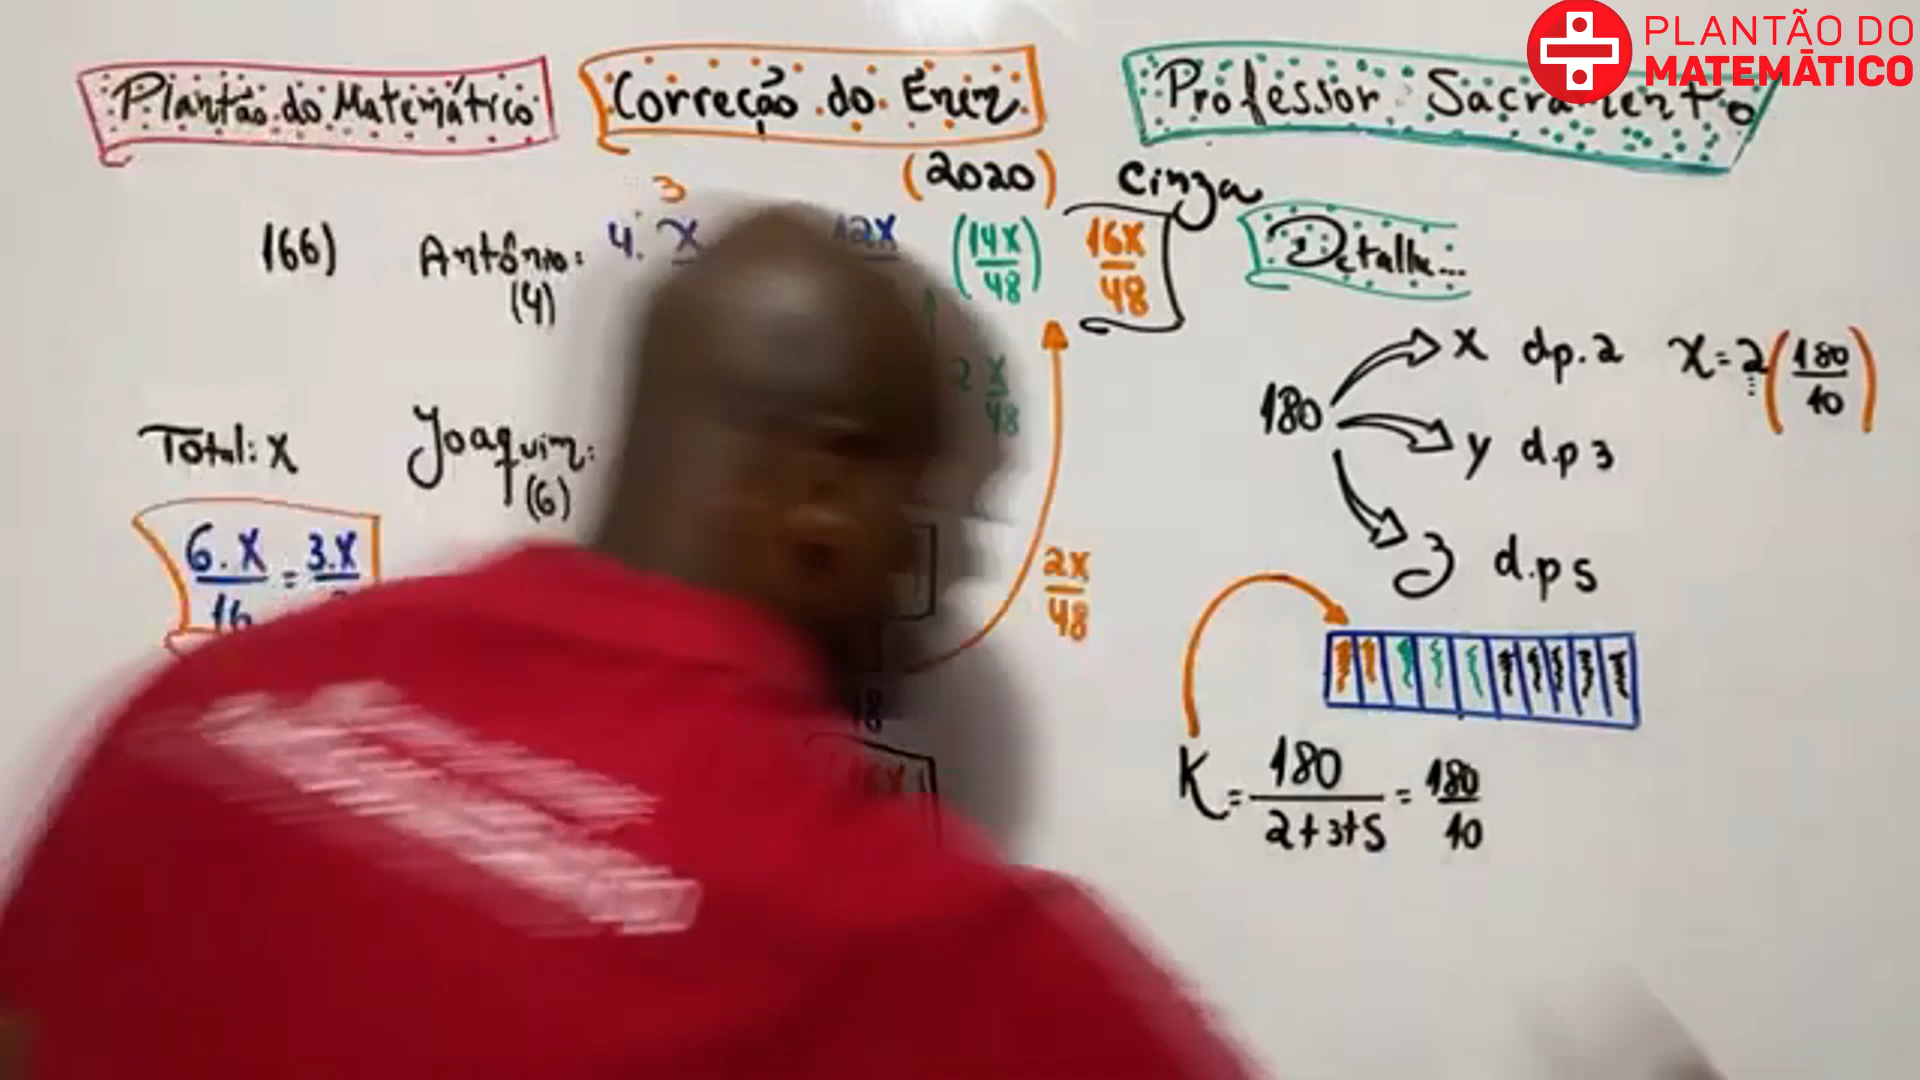 PLANTÃO DO
MATEMÁTICO
Plantão do Matemático
Correção do Enem
Professor Sacramento
(2020)
Cinza
166)
Antônio: 4. X
3
(4)
12X
(14X/48)
16X/48
Detalhe...
2 X/48
180
X d.p. 2
X = 2(180/10)
y d.p 3
z d.p 5
Total: X
Joaquim:
(6)
6.X/16 = 3.X
2X/48
48
K = 180/2+3+5 = 180/10